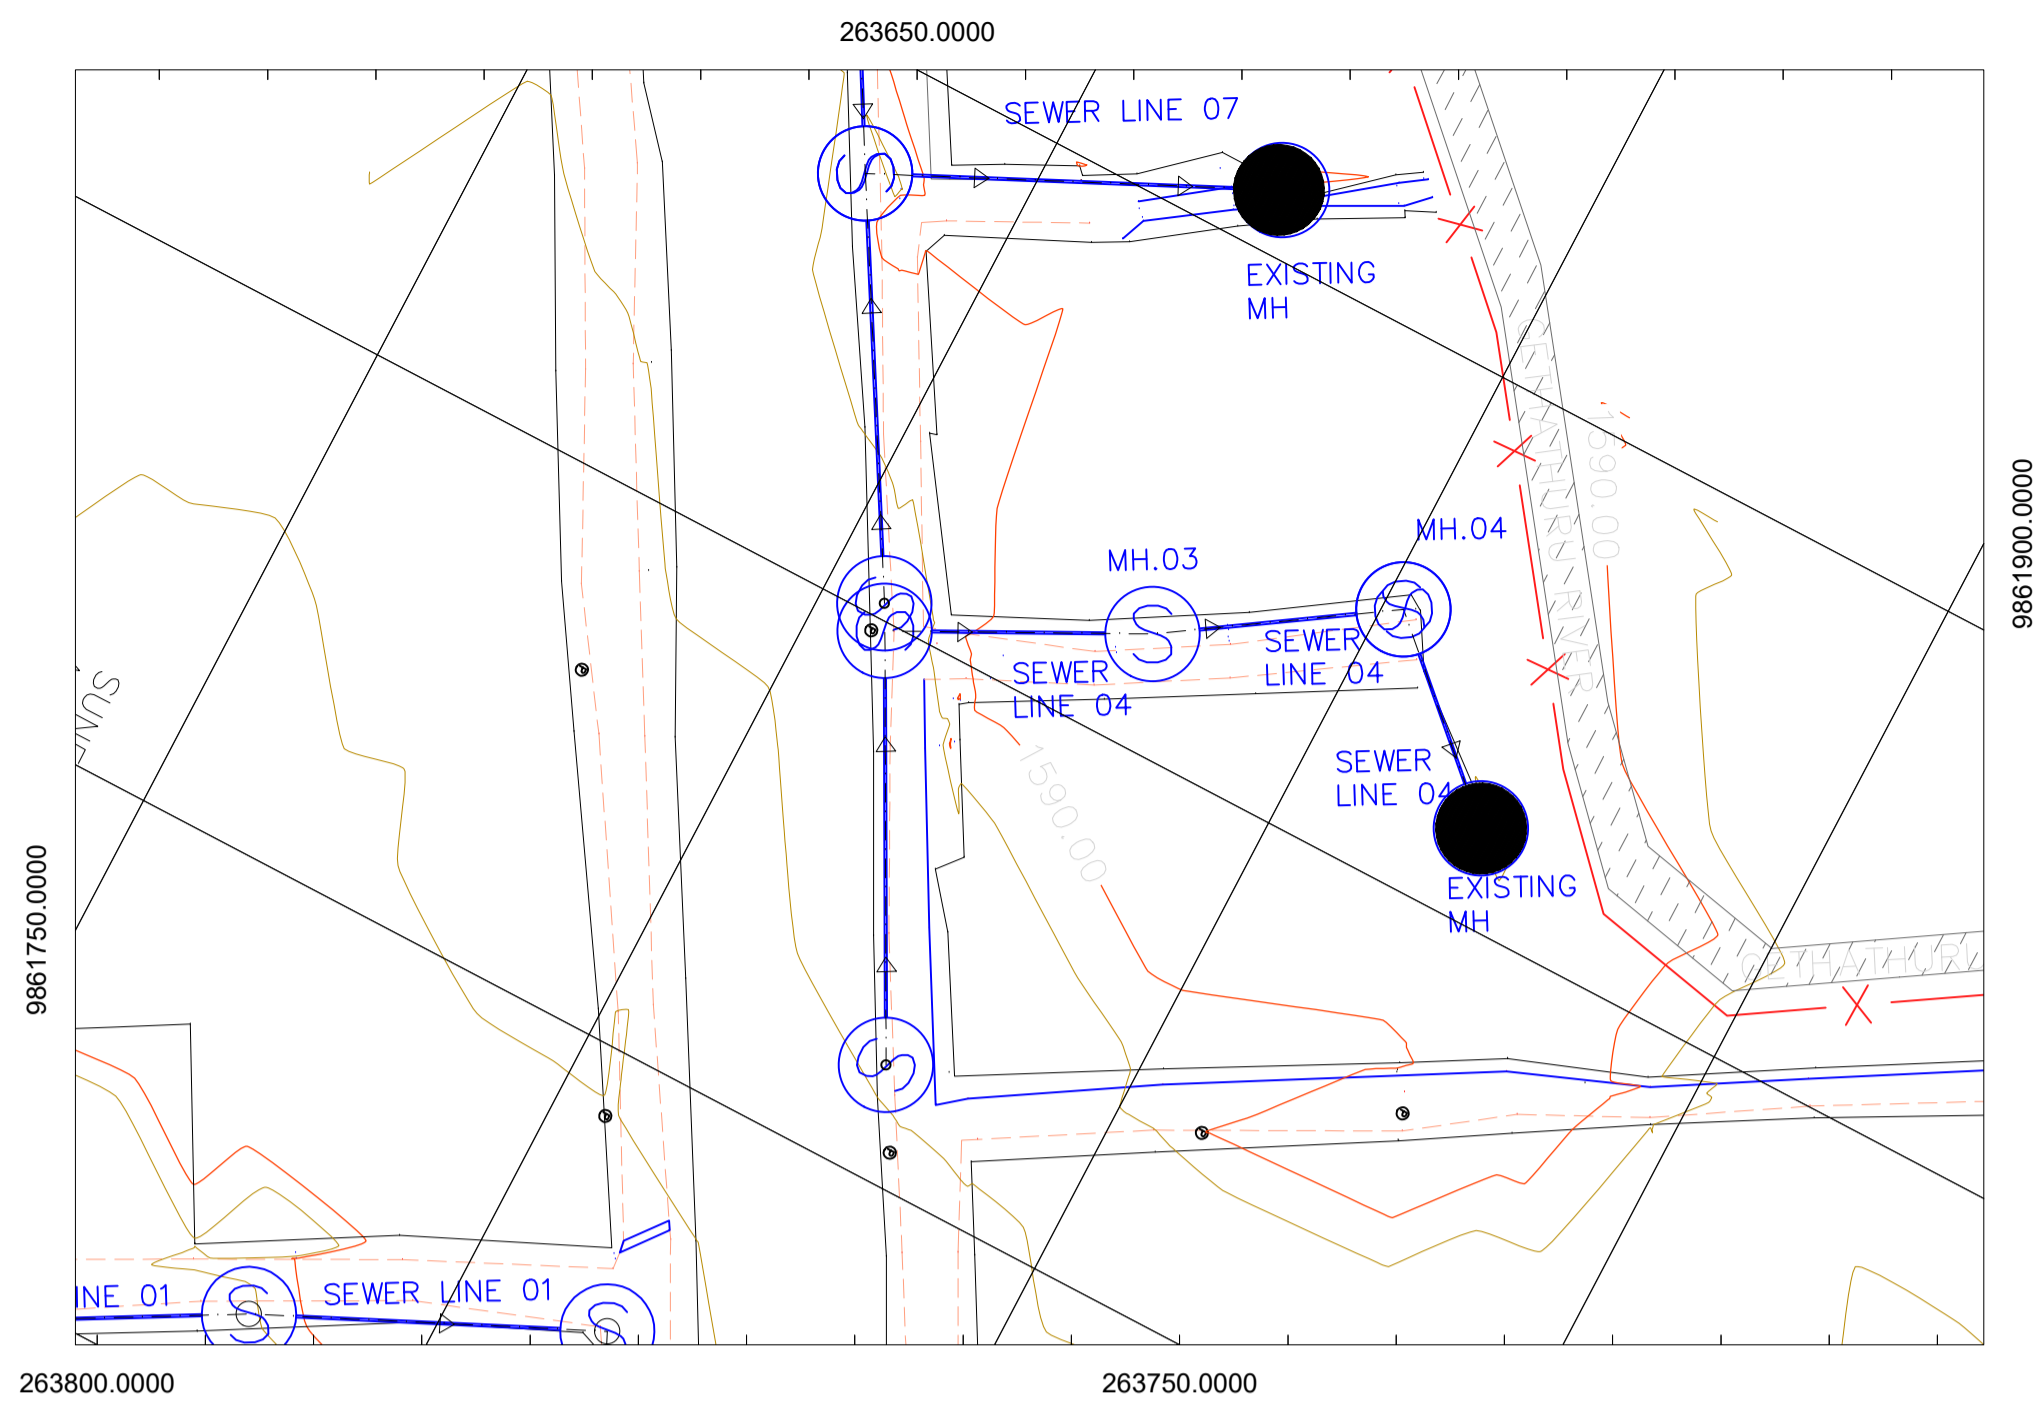 263650.0000
SEWER LINE 07
EXISTING
MH
GETHATHURU RIVER
1590.00
9861900.0000
MH.04
MH.03
SEWER
LINE 04
SEWER
LINE 04
1590.00
SEWER
LINE 04
EXISTING
MH
9861750.0000
INE 01
SEWER LINE 01
263800.0000
263750.0000